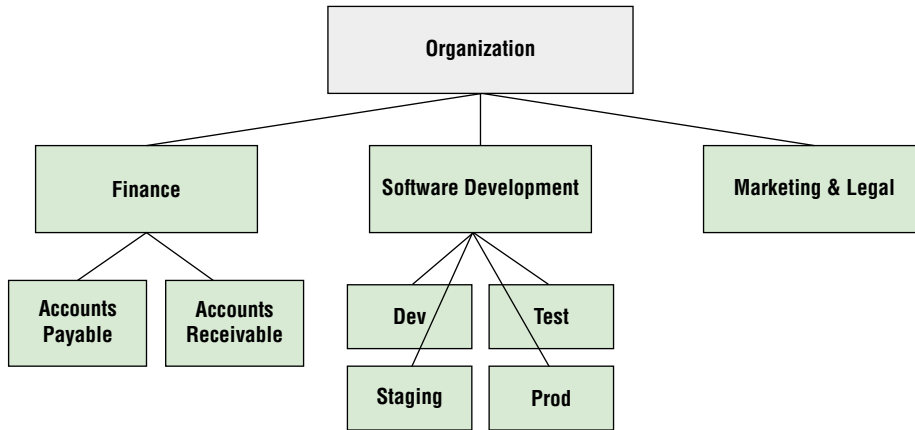 Organization
Finance
Software Development
Marketing & Legal
Accounts
Payable
Accounts
Receivable
Dev
Test
Staging
Prod